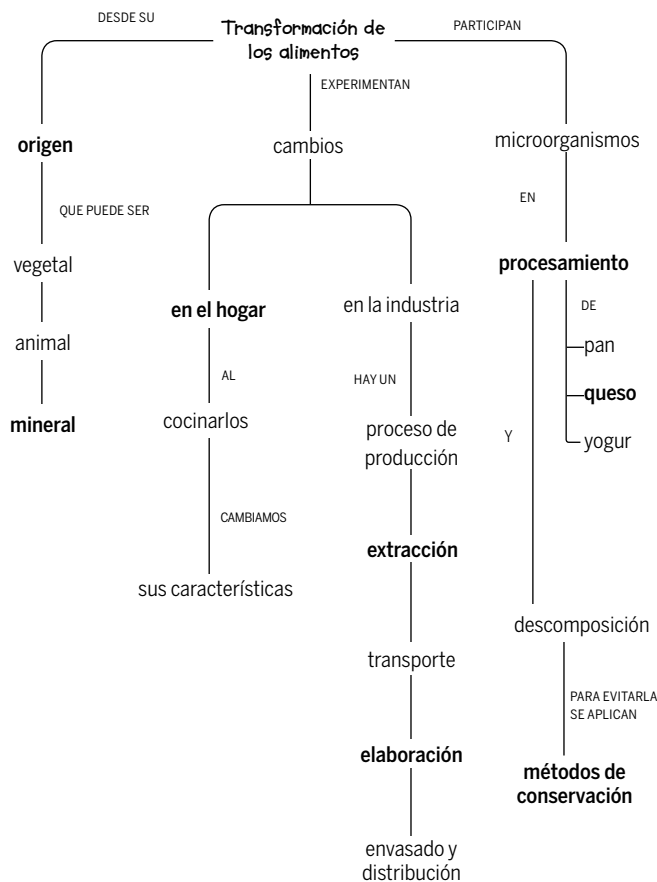 DESDE SU
Transformación de
los alimentos
PARTICIPAN
EXPERIMENTAN
origen
cambios
microorganismos
QUE PUEDE SER
EN
vegetal
procesamiento
en el hogar
en la industria
DE
animal
pan
AL
HAY UN
queso
mineral
cocinarlos
proceso de
producción
Y
yogur
CAMBIAMOS
extracción
sus características
descomposición
transporte
PARA EVITARLA
SE APLICAN
elaboración
métodos de
conservación
envasado y
distribución